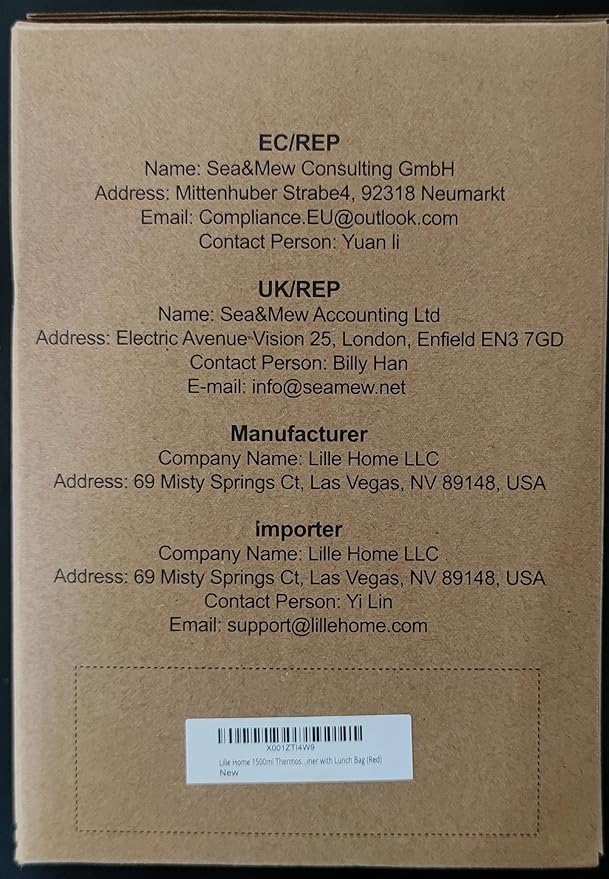 EC/REP
Name: Sea&Mew Consulting GmbH
Address: Mittenhuber Strabe4, 92318 Neumarkt
Email: Compliance.EU@outlook.com
Contact Person: Yuan li
UK/REP
Name: Sea&Mew Accounting Ltd
Address: Electric Avenue Vision 25, London, Enfield EN3 7GD
Contact Person: Billy Han
E-mail: info@seamew.net
Manufacturer
Company Name: Lille Home LLC
Address: 69 Misty Springs Ct, Las Vegas, NV 89148, USA
importer
Company Name: Lille Home LLC
Address: 69 Misty Springs Ct, Las Vegas, NV 89148, USA
Contact Person: Yi Lin
Email: support@lillehome.com
X001ZTI4W9
Lille Home 1500ml Thermos...iner with Lunch Bag (Red)
New